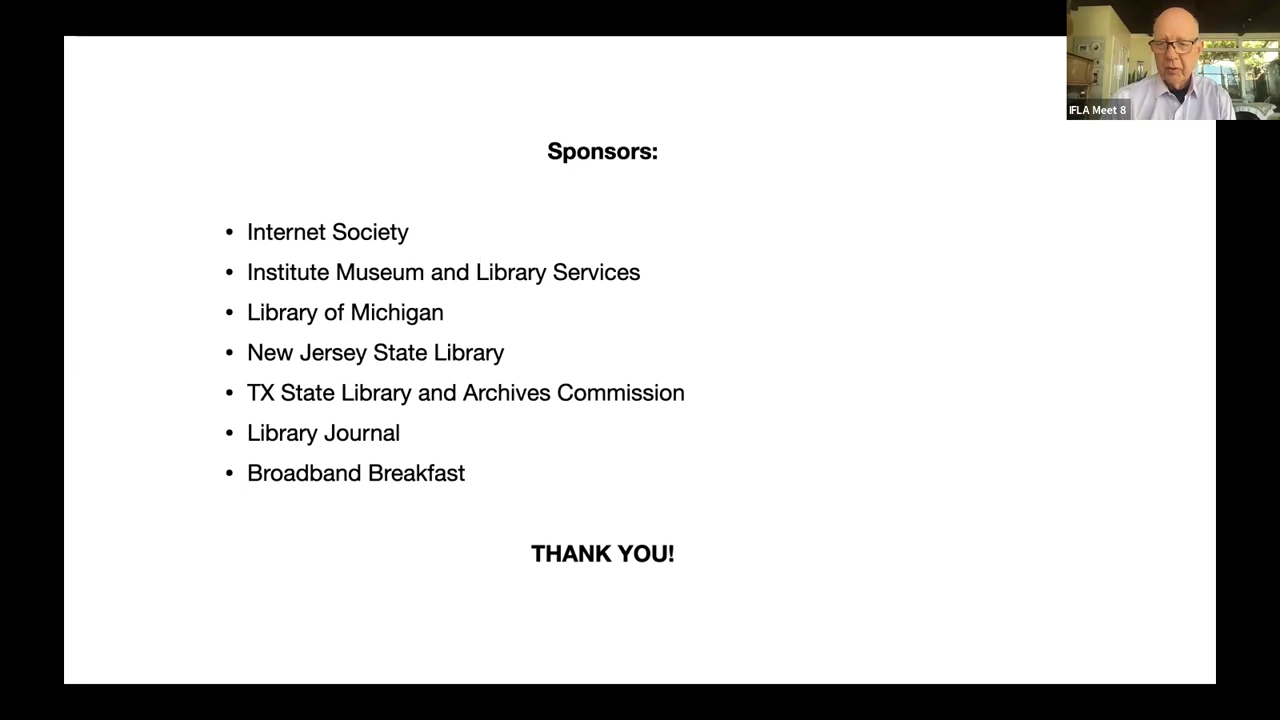 IFLA Meet 8
Sponsors:
• Internet Society
• Institute Museum and Library Services
• Library of Michigan
• New Jersey State Library
• TX State Library and Archives Commission
• Library Journal
• Broadband Breakfast
THANK YOU!